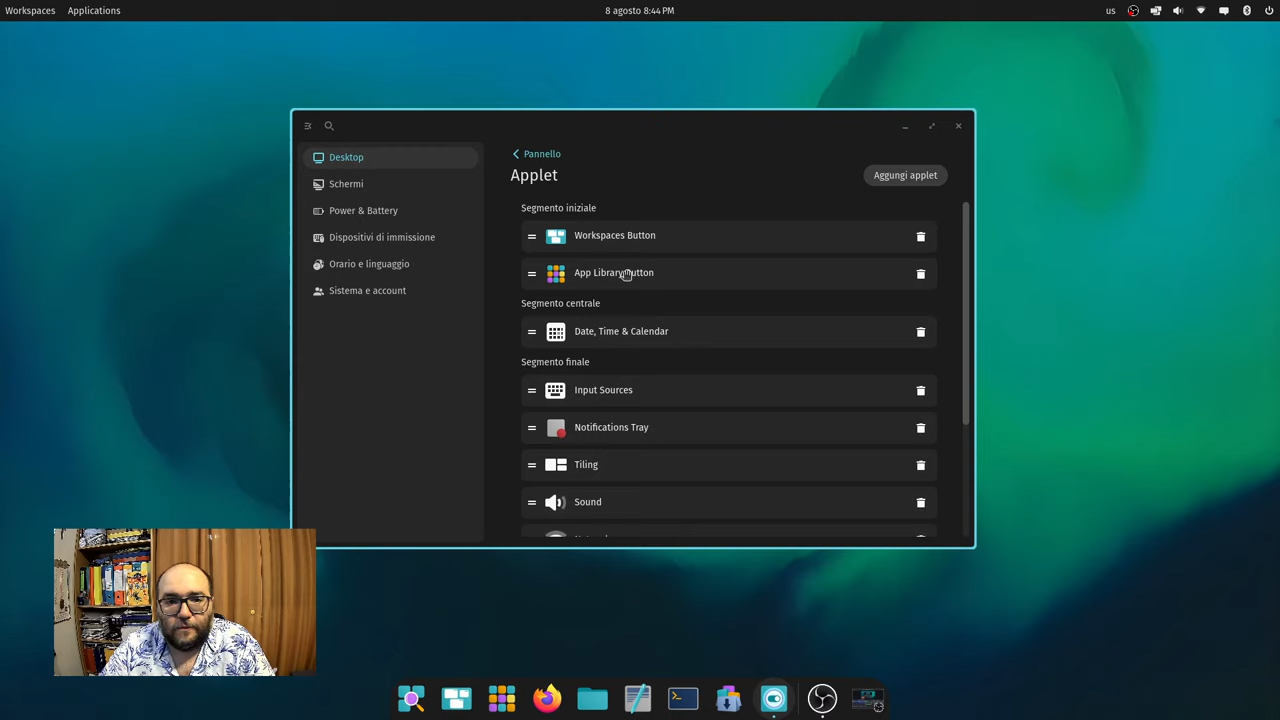 Workspaces
Applications
8 agosto 8:44 PM
us
Desktop
Schermi
Power & Battery
Dispositivi di immissione
Orario e linguaggio
Sistema e account
Pannello
Applet
Aggungi applet
Segmento iniziale
Workspaces Button
App Library Button
Segmento centrale
Date, Time & Calendar
Segmento finale
Input Sources
Notifications Tray
Tiling
Sound